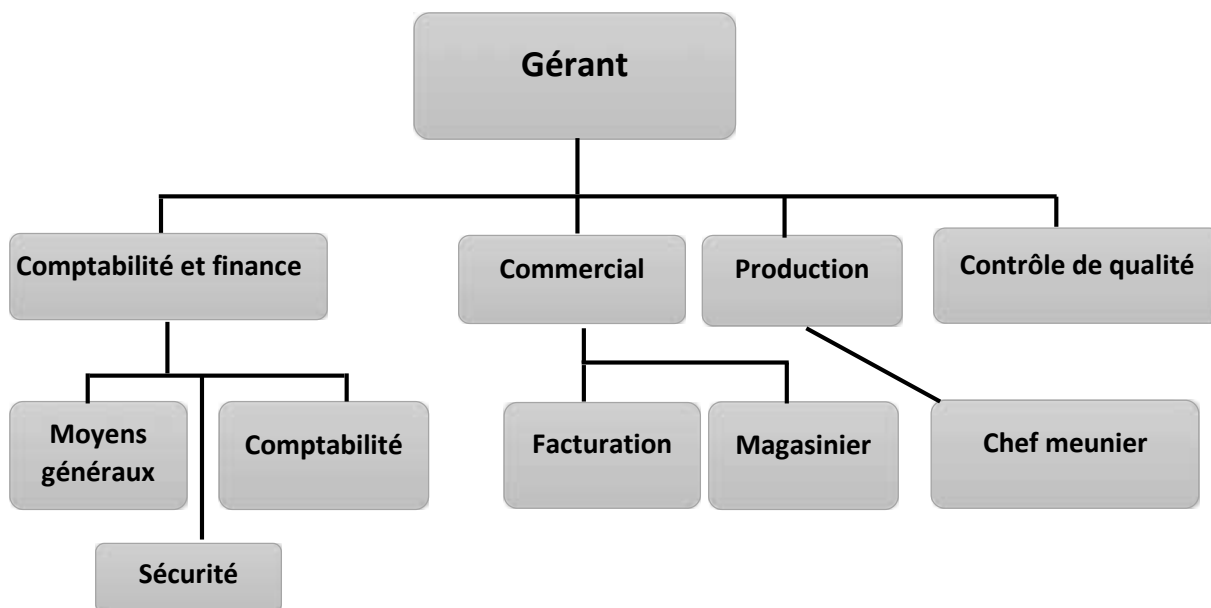 Gérant
Comptabilité et finance
Commercial
Production
Contrôle de qualité
Moyens
généraux
Comptabilité
Facturation
Magasinier
Chef meunier
Sécurité